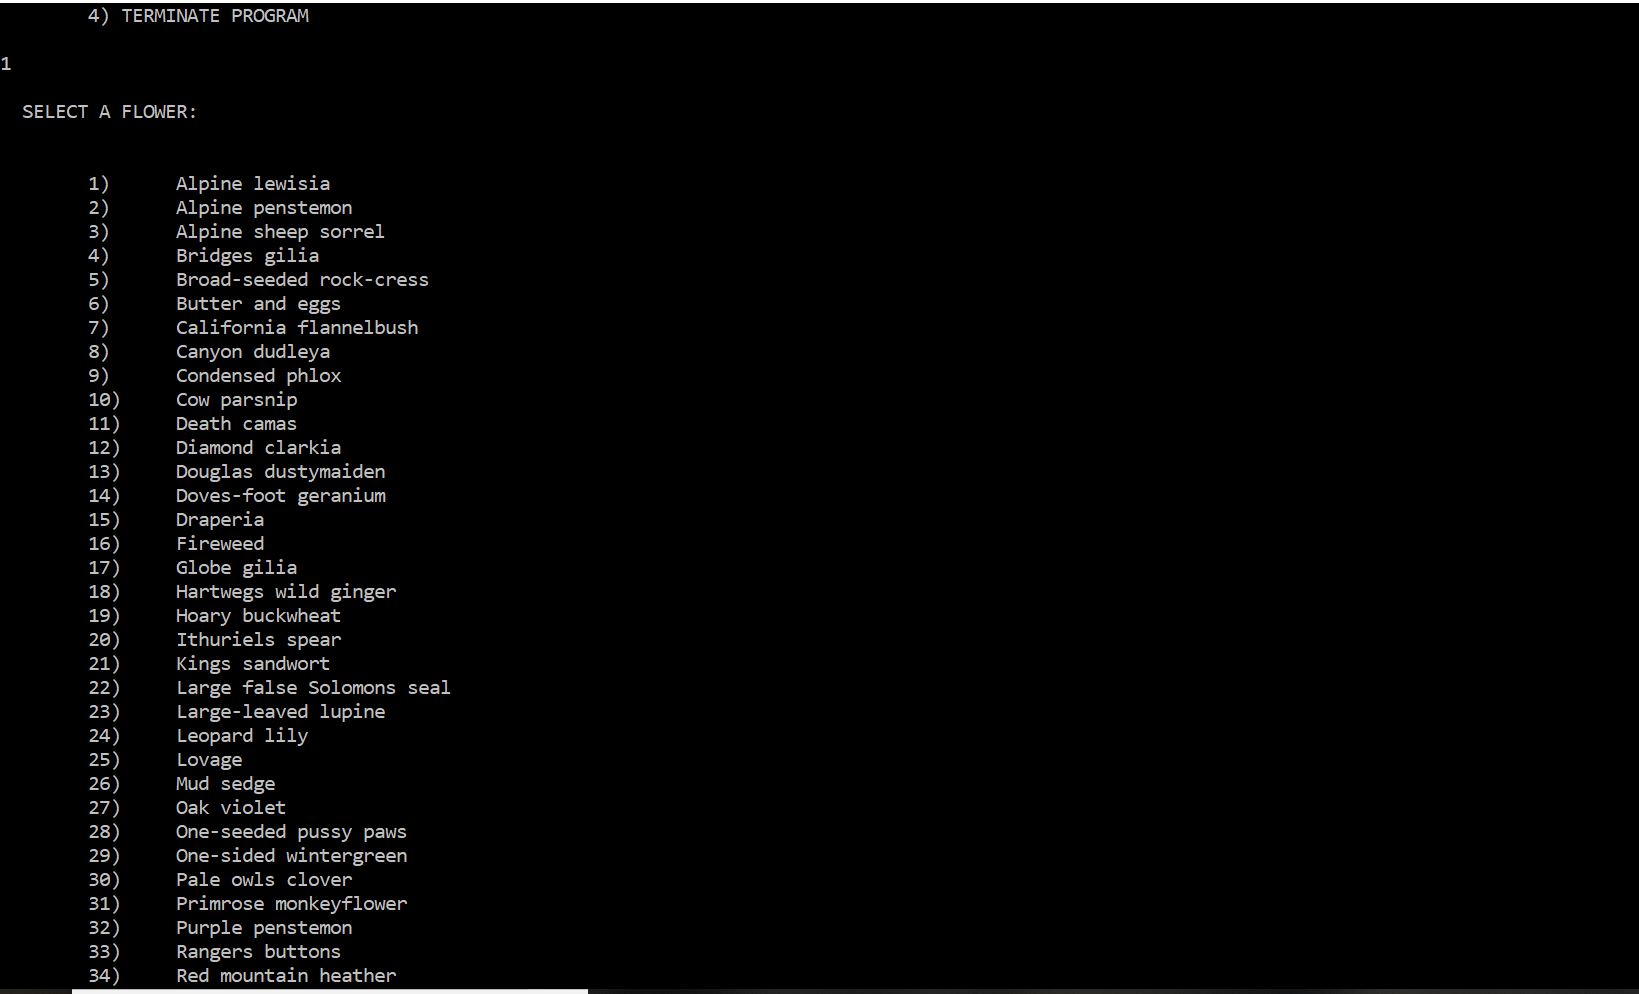 4) TERMINATE PROGRAM
1
SELECT A FLOWER:
1) Alpine lewisia
2) Alpine penstemon
3) Alpine sheep sorrel
4) Bridges gilia
5) Broad-seeded rock-cress
6) Butter and eggs
7) California flannelbush
8) Canyon dudleya
9) Condensed phlox
10) Cow parsnip
11) Death camas
12) Diamond clarkia
13) Douglas dustymaiden
14) Doves-foot geranium
15) Draperia
16) Fireweed
17) Globe gilia
18) Hartwegs wild ginger
19) Hoary buckwheat
20) Ithuriels spear
21) Kings sandwort
22) Large false Solomons seal
23) Large-leaved lupine
24) Leopard lily
25) Lovage
26) Mud sedge
27) Oak violet
28) One-seeded pussy paws
29) One-sided wintergreen
30) Pale owls clover
31) Primrose monkeyflower
32) Purple penstemon
33) Rangers buttons
34) Red mountain heather